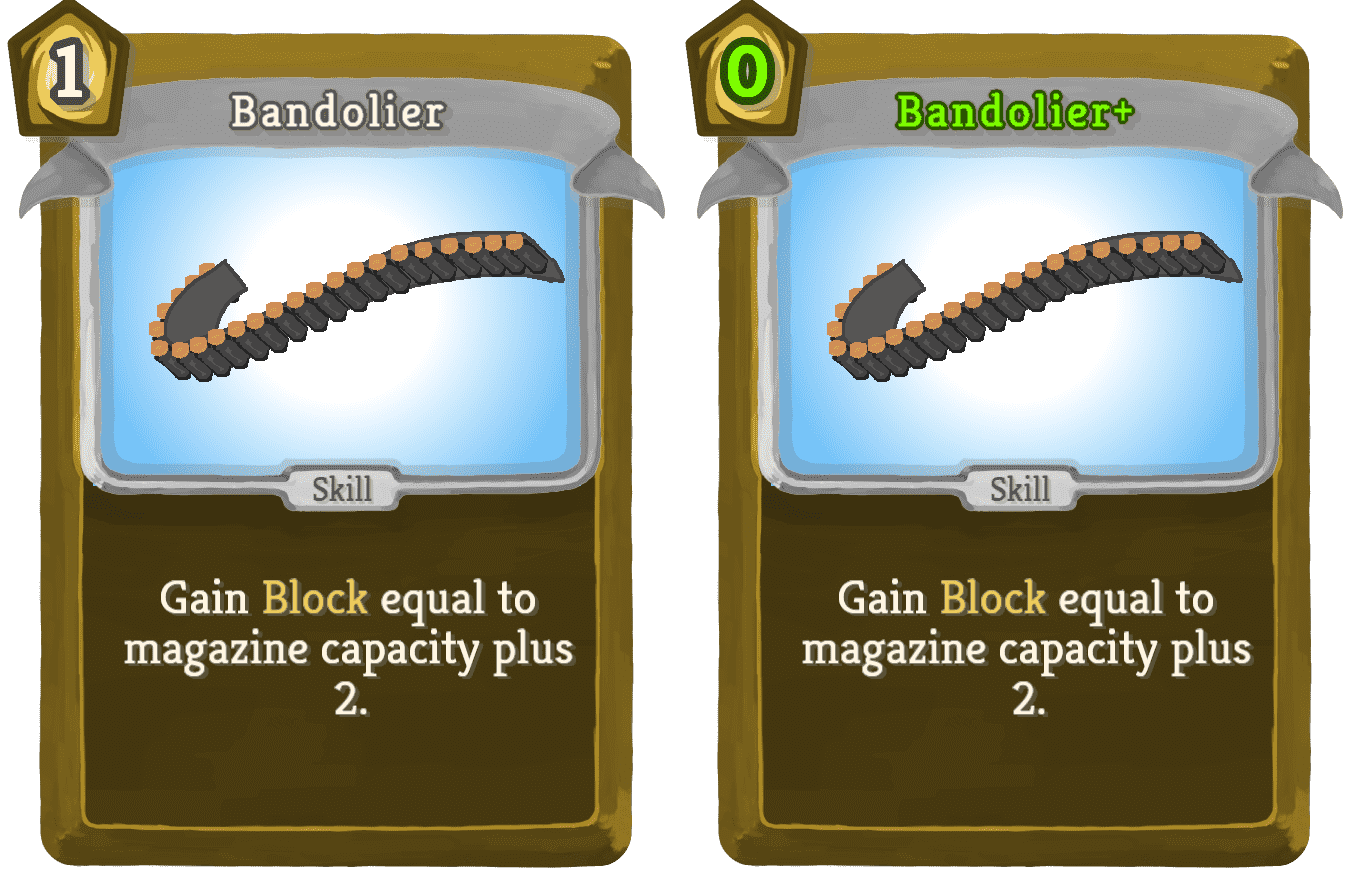 1
Bandolier
Skill
Gain Block equal to
magazine capacity plus
2.
0
Bandolier+
Skill
Gain Block equal to
magazine capacity plus
2.